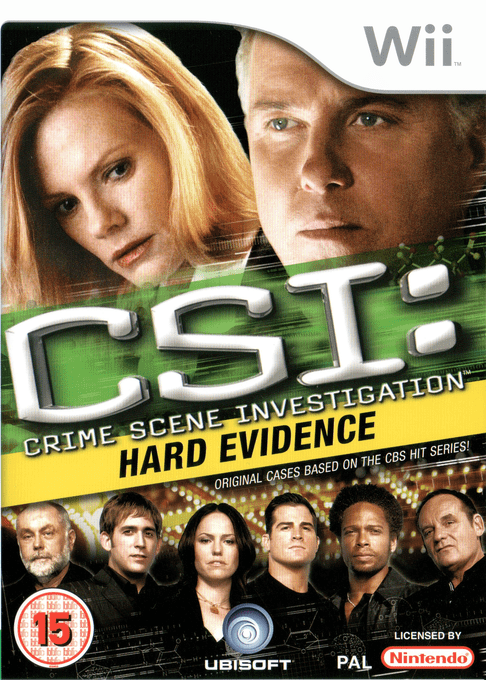 Wii™
CSI:
CRIME SCENE INVESTIGATION™
HARD EVIDENCE
ORIGINAL CASES BASED ON THE CBS HIT SERIES!
15
UBISOFT
PAL
LICENSED BY
Nintendo